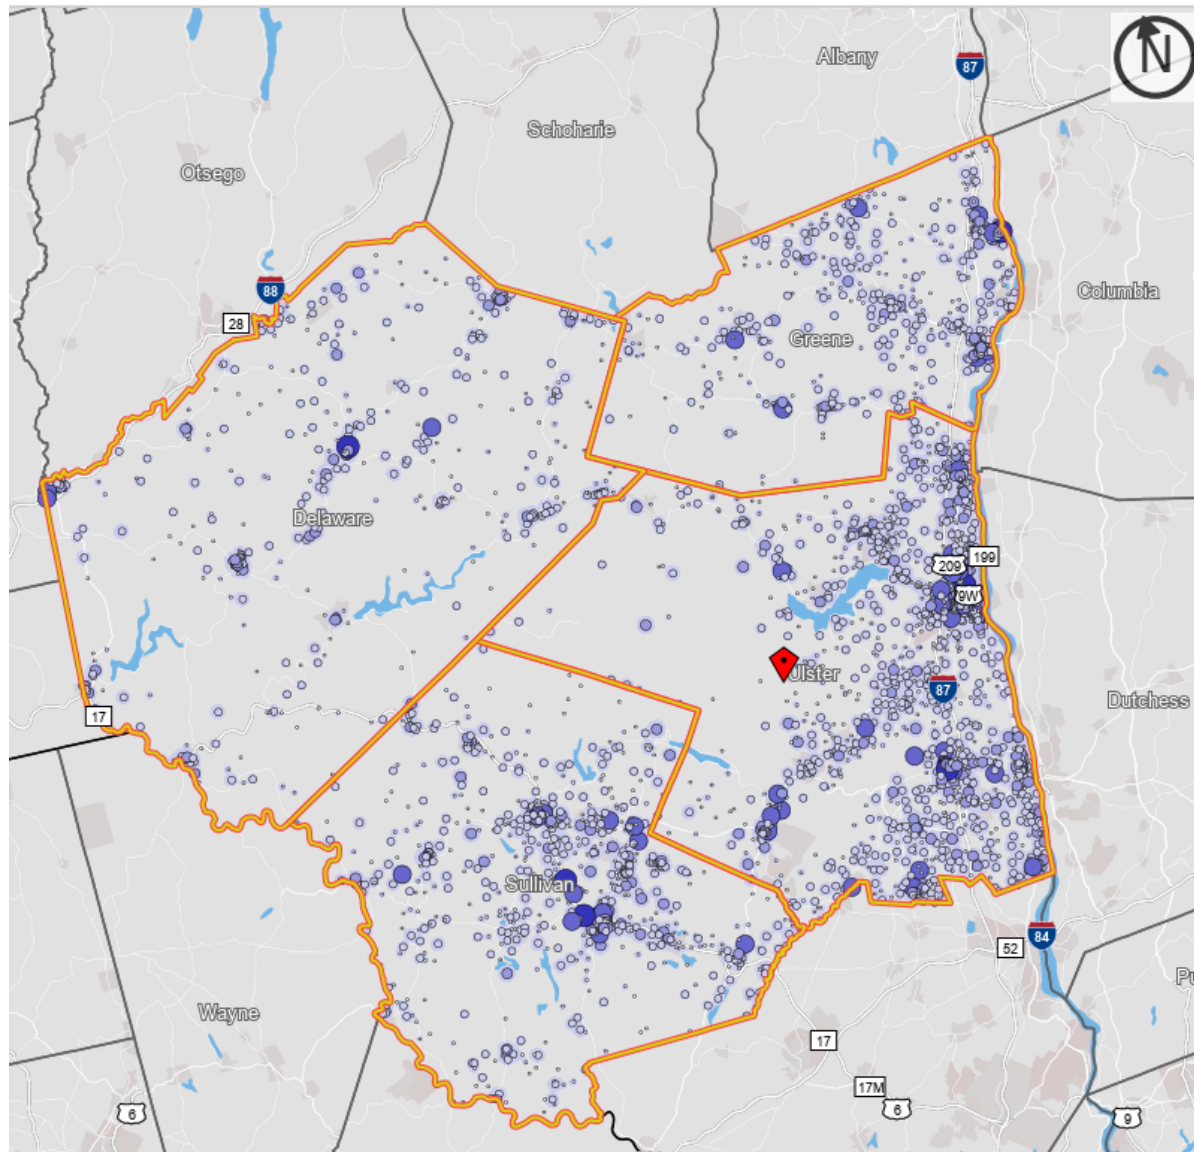 N
Albany
87
Schoharie
Otsego
88
28
Columbia
Greene
Delaware
199
209
9W
Ulster
87
Dutchess
17
Sullivan
84
52
Wayne
Pu
17
17M
6
6
9